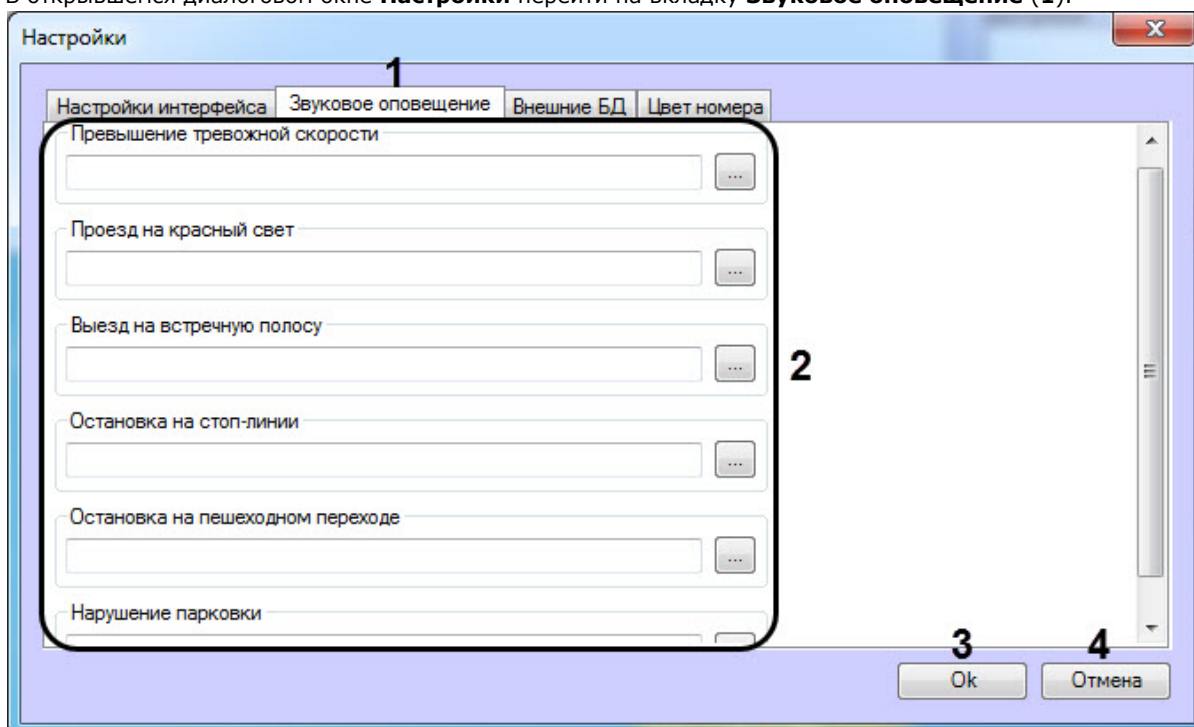 В открывшемся диалоговом окне Настройки перейти на вкладку Звуковое оповещение (1).
Настройки
1
Настройки интерфейса Звуковое оповещение Внешние БД Цвет номера
Превышение тревожной скорости
...
Проезд на красный свет
...
Выезд на встречную полосу
...
2
Остановка на стоп-линии
...
Остановка на пешеходном переходе
...
Нарушение парковки
3 4
Ok Отмена